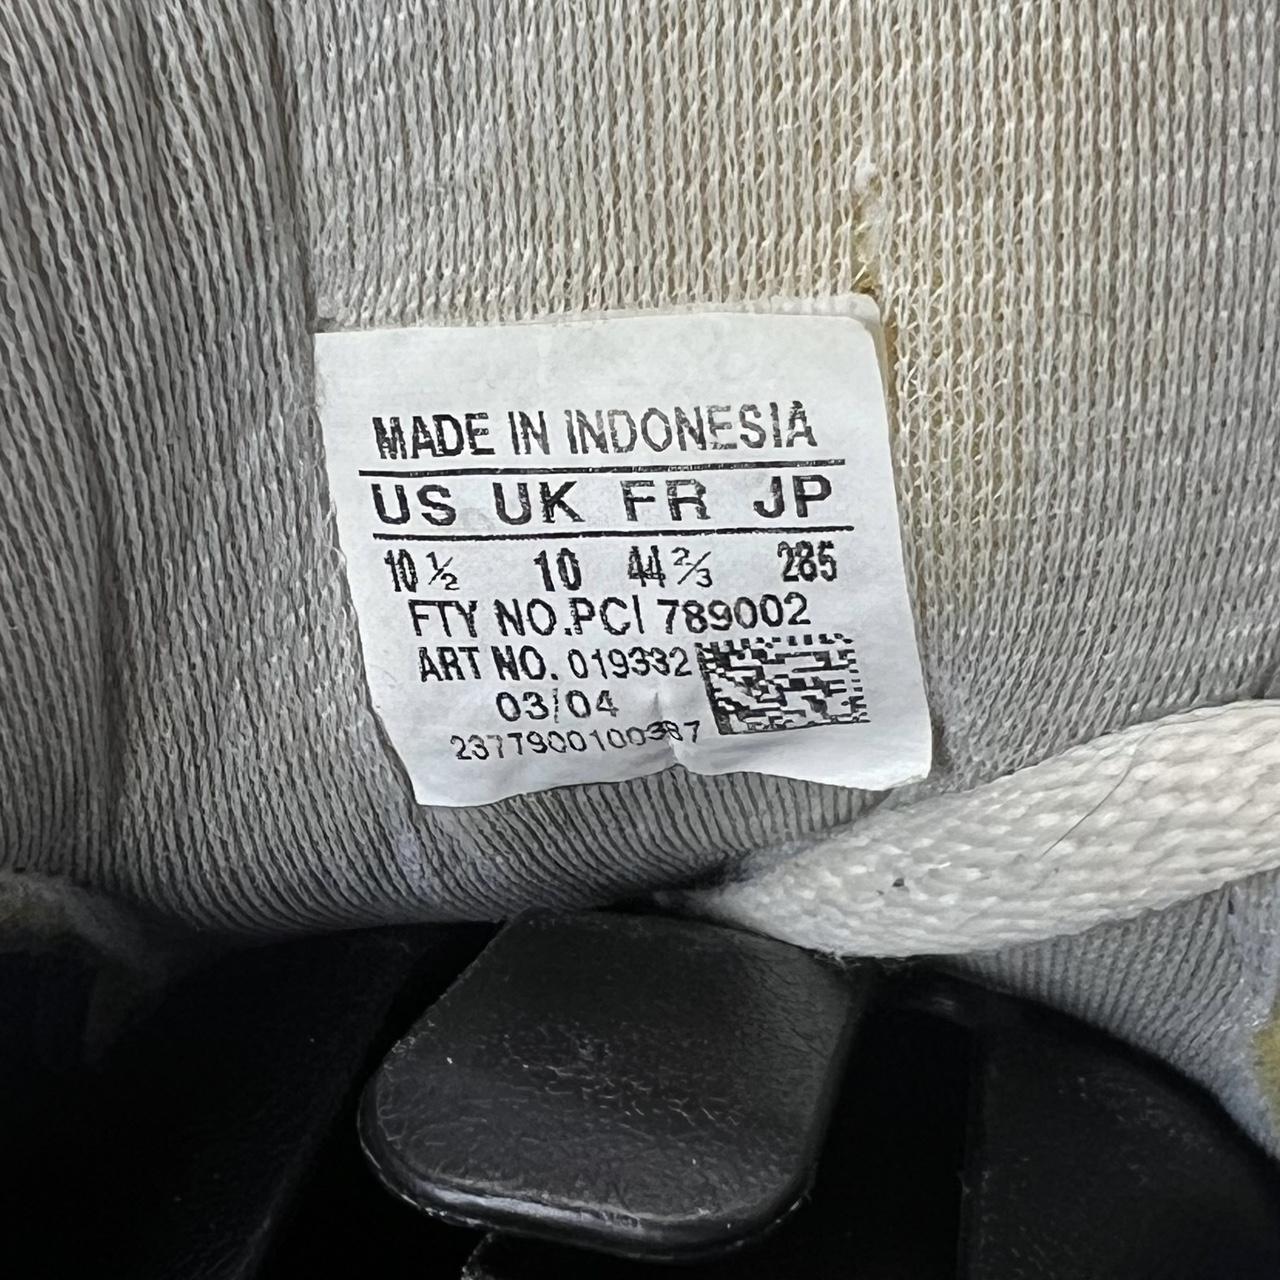 MADE IN INDONESIA
US UK FR JP
10 ½ 10 44 ⅔ 285
FTY NO.PCI 789002
ART NO. 019332
03/04
2377900100387